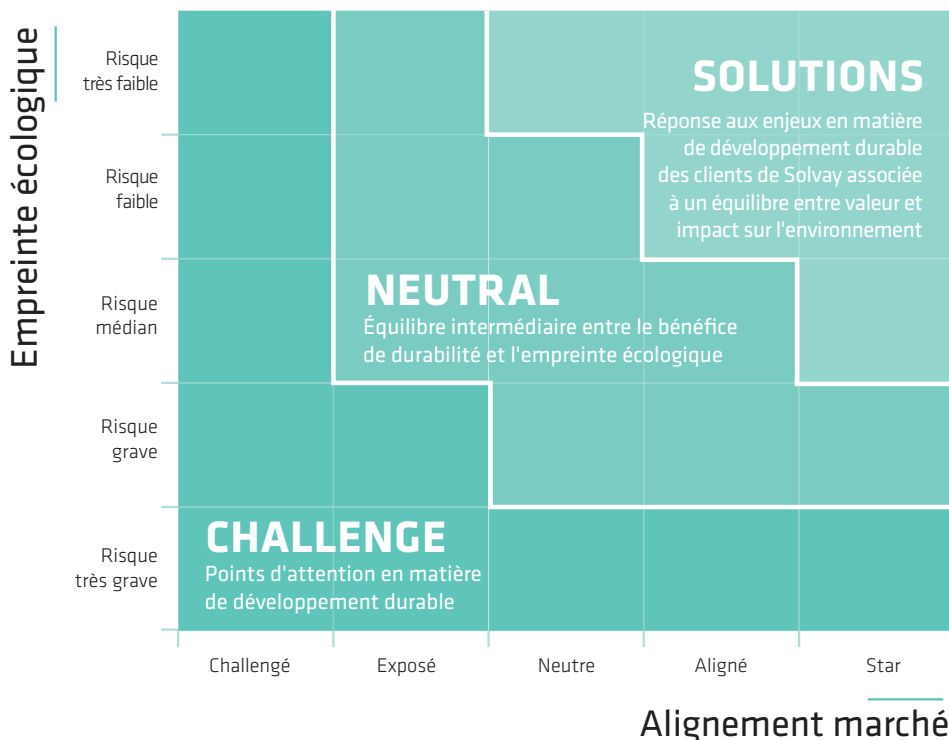 Empreinte écologique
Risque
très faible
Risque
faible
Risque
médian
Risque
grave
Risque
très grave
SOLUTIONS
Réponse aux enjeux en matière
de développement durable
des clients de Solvay associée
à un équilibre entre valeur et
impact sur l'environnement
NEUTRAL
Équilibre intermédiaire entre le bénéfice
de durabilité et l'empreinte écologique
CHALLENGE
Points d'attention en matière
de développement durable
Challengé
Exposé
Neutre
Aligné
Star
Alignement marché